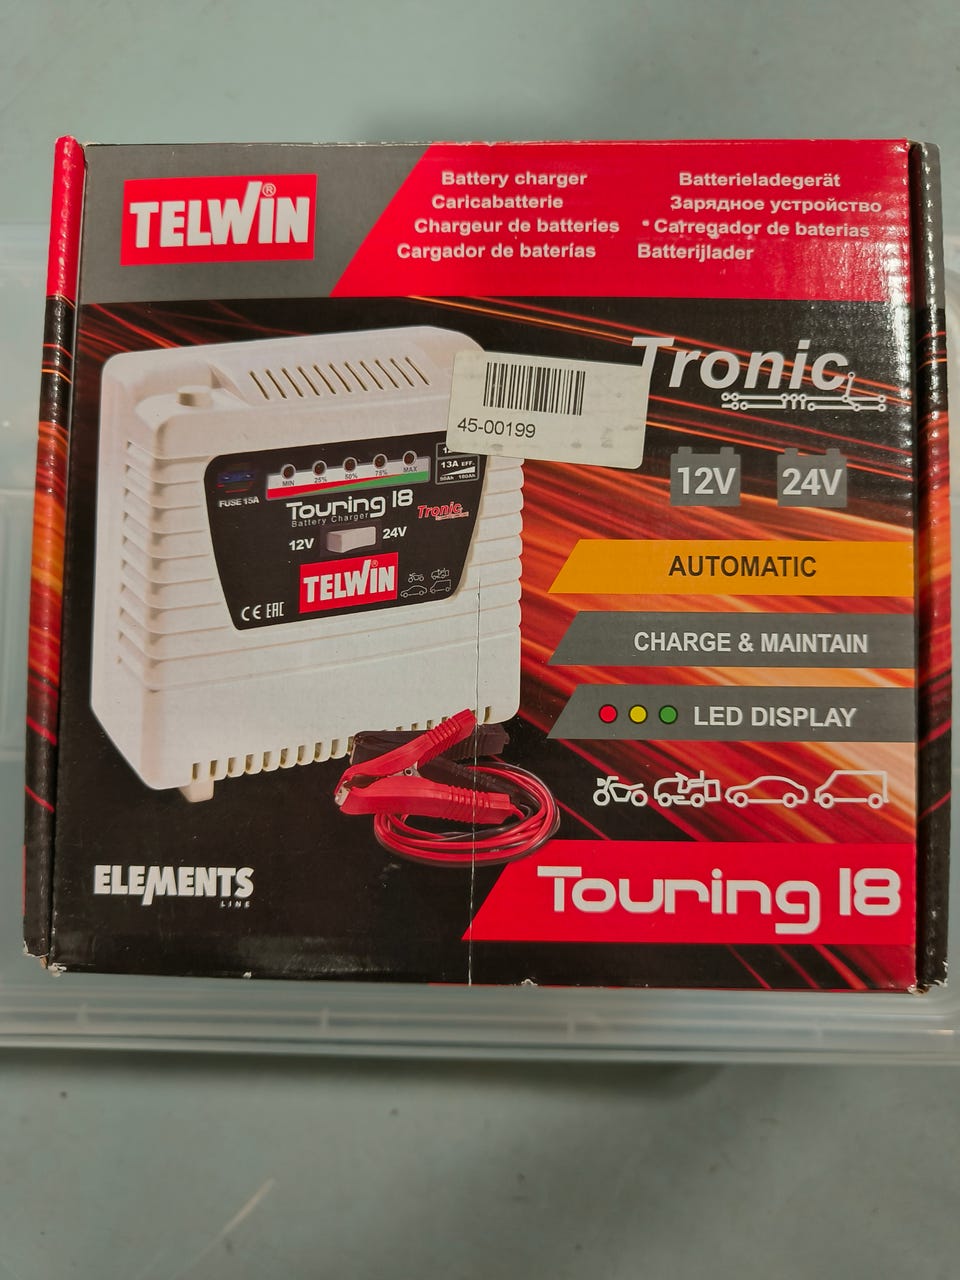 TELWIN®
Battery charger
Caricabatterie
Chargeur de batteries
Cargador de baterías
Batterieladegerät
Зарядное устройство
Carregador de baterias
Batterijlader
Tronic
45-00199
12V 24V
13A EFF.
MIN 25% 50% 75% MAX
FUSE 15A
Touring 18
Battery Charger
Tronic
12V 24V
TELWIN
CE EAC
AUTOMATIC
CHARGE & MAINTAIN
LED DISPLAY
ELEMENTS
LINE
Touring 18